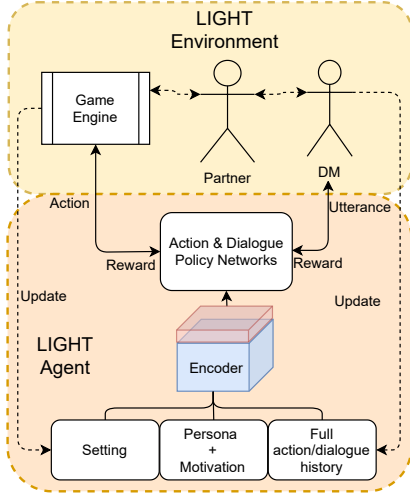 LIGHT
Environment
Game
Engine
Partner
DM
Action
Utterance
Action & Dialogue
Policy Networks
Reward
Reward
Update
Update
LIGHT
Agent
Encoder
Setting
Persona
+
Motivation
Full
action/dialogue
history